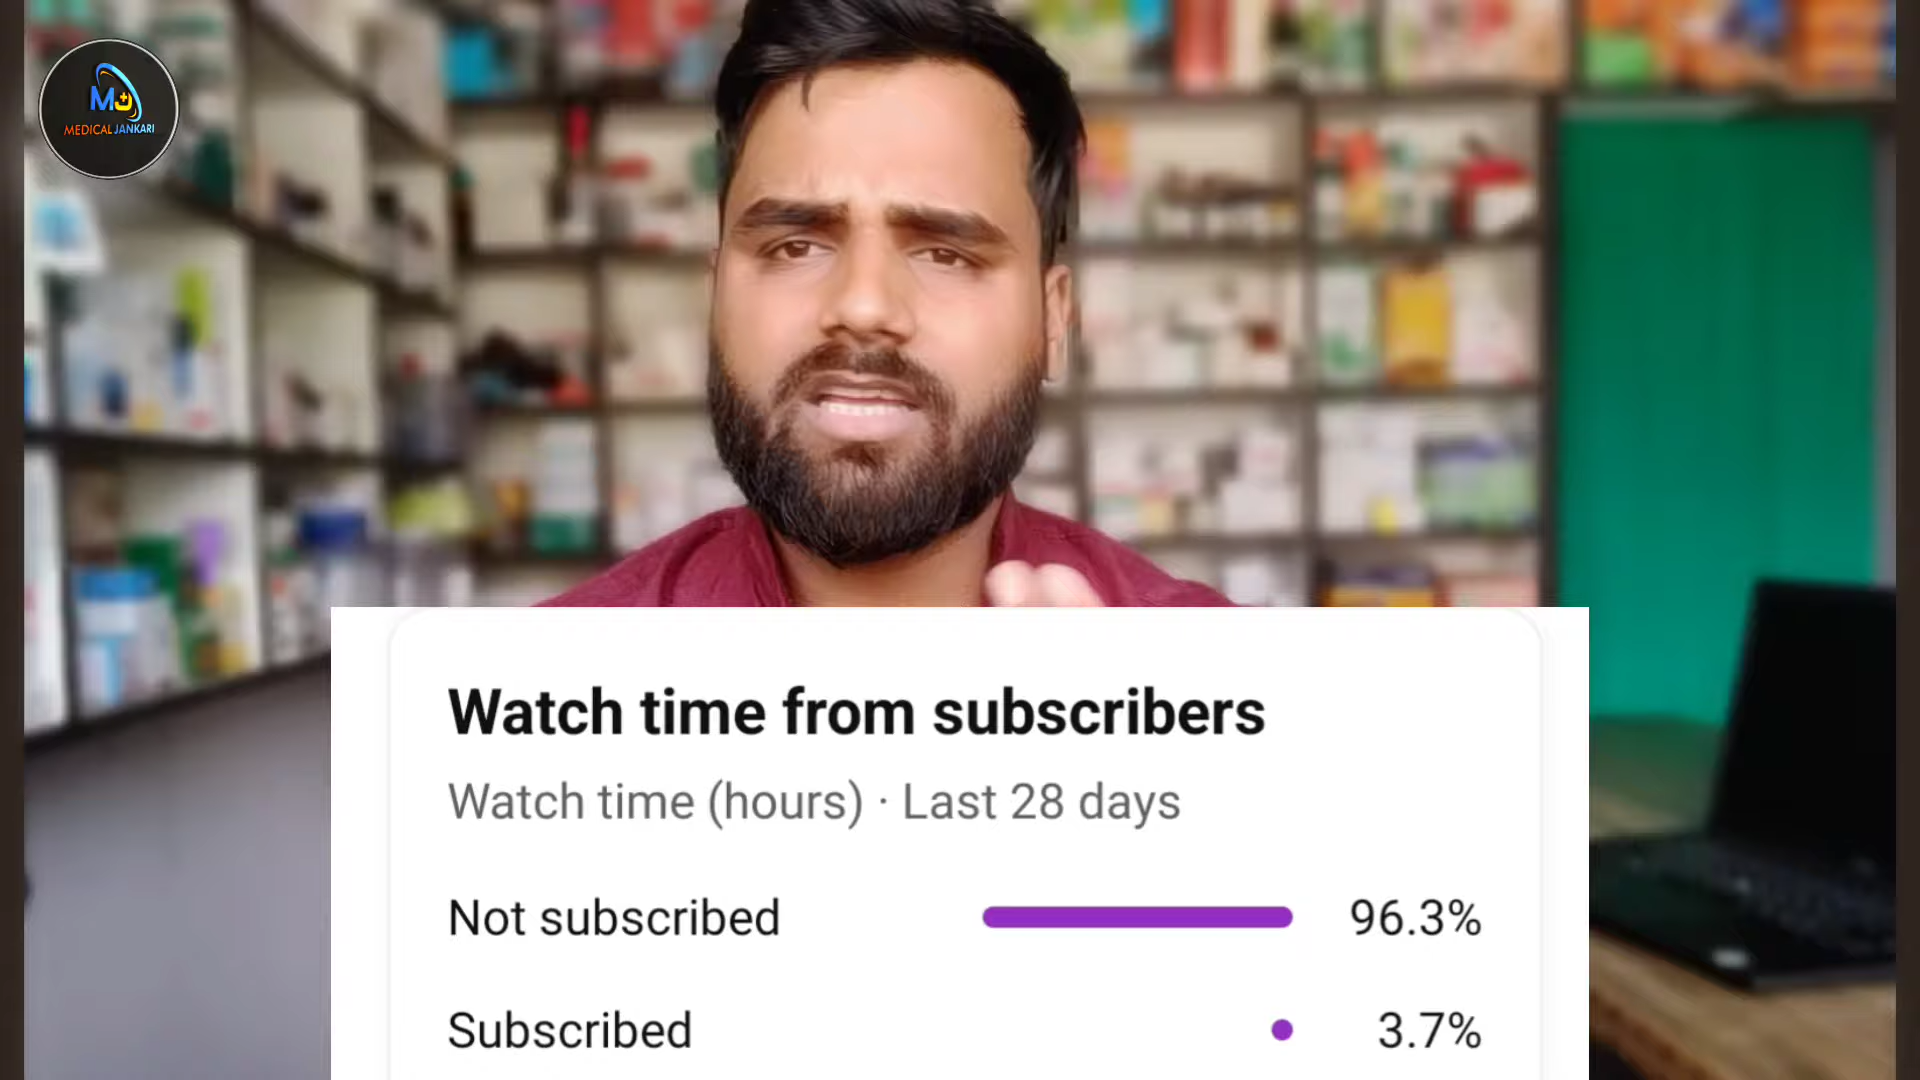 MJ
MEDICAL JANKARI
Watch time from subscribers
Watch time (hours) · Last 28 days
Not subscribed 96.3%
Subscribed 3.7%